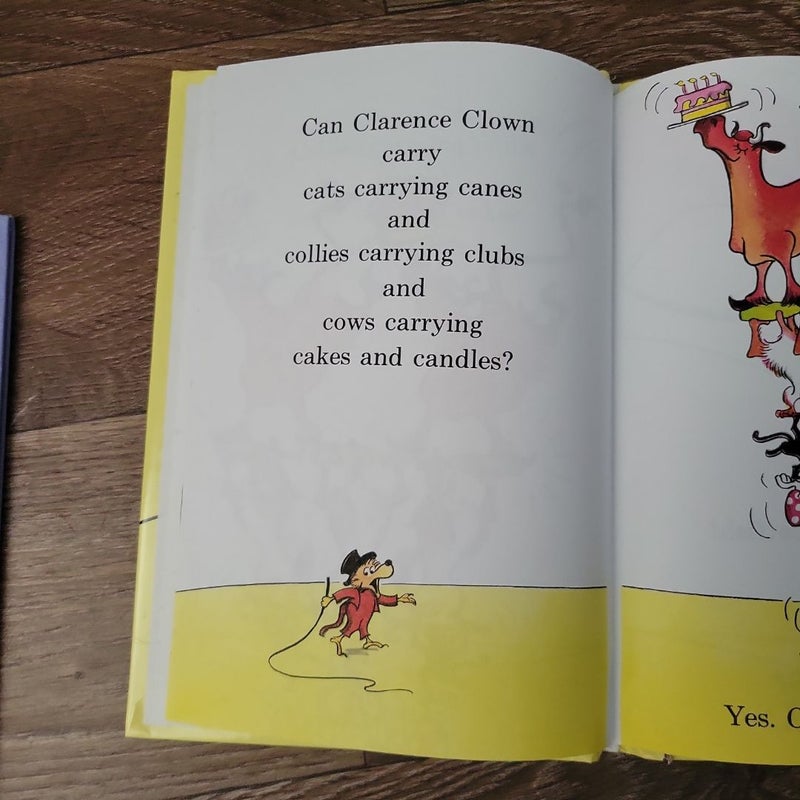 Can Clarence Clown
carry
cats carrying canes
and
collies carrying clubs
and
cows carrying
cakes and candles?
Yes.